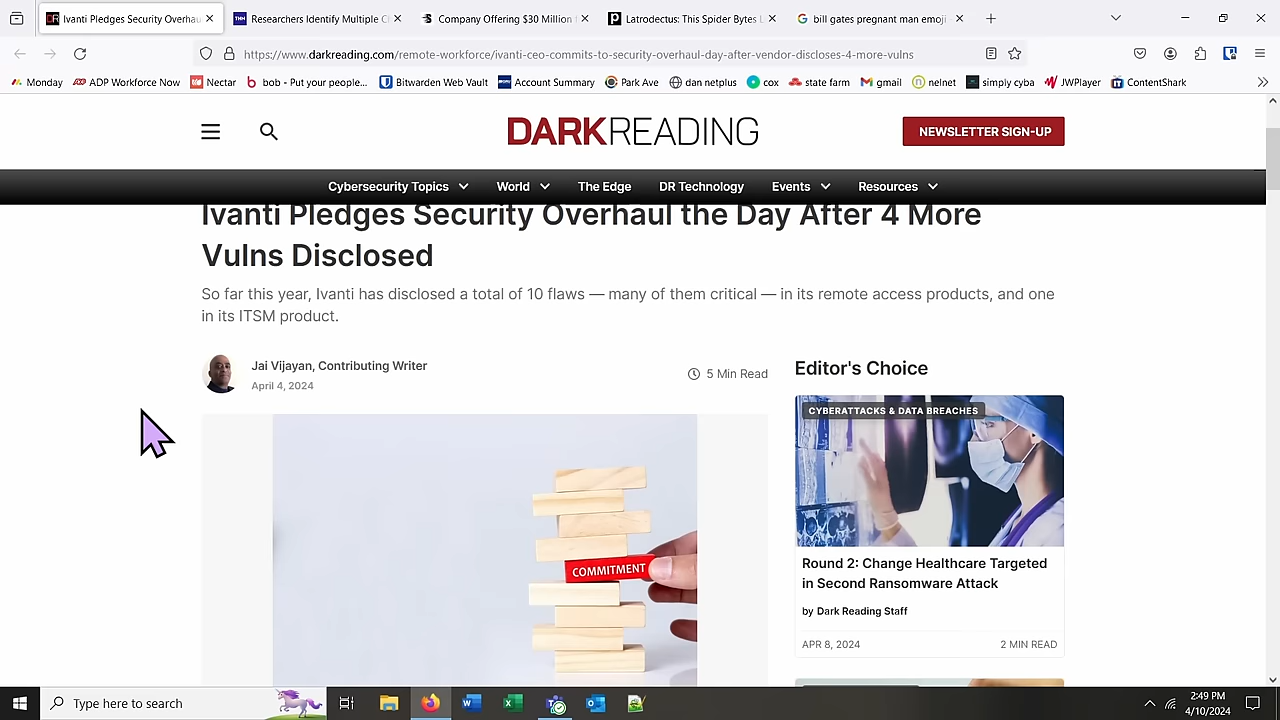 Ivanti Pledges Security Overhau
Researchers Identify Multiple C
Company Offering $30 Million
Latrodectus: This Spider Bytes L
bill gates pregnant man emoji
https://www.darkreading.com/remote-workforce/ivanti-ceo-commits-to-security-overhaul-day-after-vendor-discloses-4-more-vulns
Monday
ADP Workforce Now
Nectar
bob - Put your people...
Bitwarden Web Vault
Account Summary
Park Ave
dan netplus
cox
state farm
gmail
nelnet
simply cyba
JWPlayer
ContentShark
DARKREADING
NEWSLETTER SIGN-UP
Cybersecurity Topics
World
The Edge
DR Technology
Events
Resources
Ivanti Pledges Security Overhaul the Day After 4 More
Vulns Disclosed
So far this year, Ivanti has disclosed a total of 10 flaws — many of them critical — in its remote access products, and one
in its ITSM product.
Jai Vijayan, Contributing Writer
April 4, 2024
5 Min Read
COMMITMENT
Editor's Choice
CYBERATTACKS & DATA BREACHES
Round 2: Change Healthcare Targeted
in Second Ransomware Attack
by Dark Reading Staff
APR 8, 2024
2 MIN READ
Type here to search
2:49 PM
4/10/2024